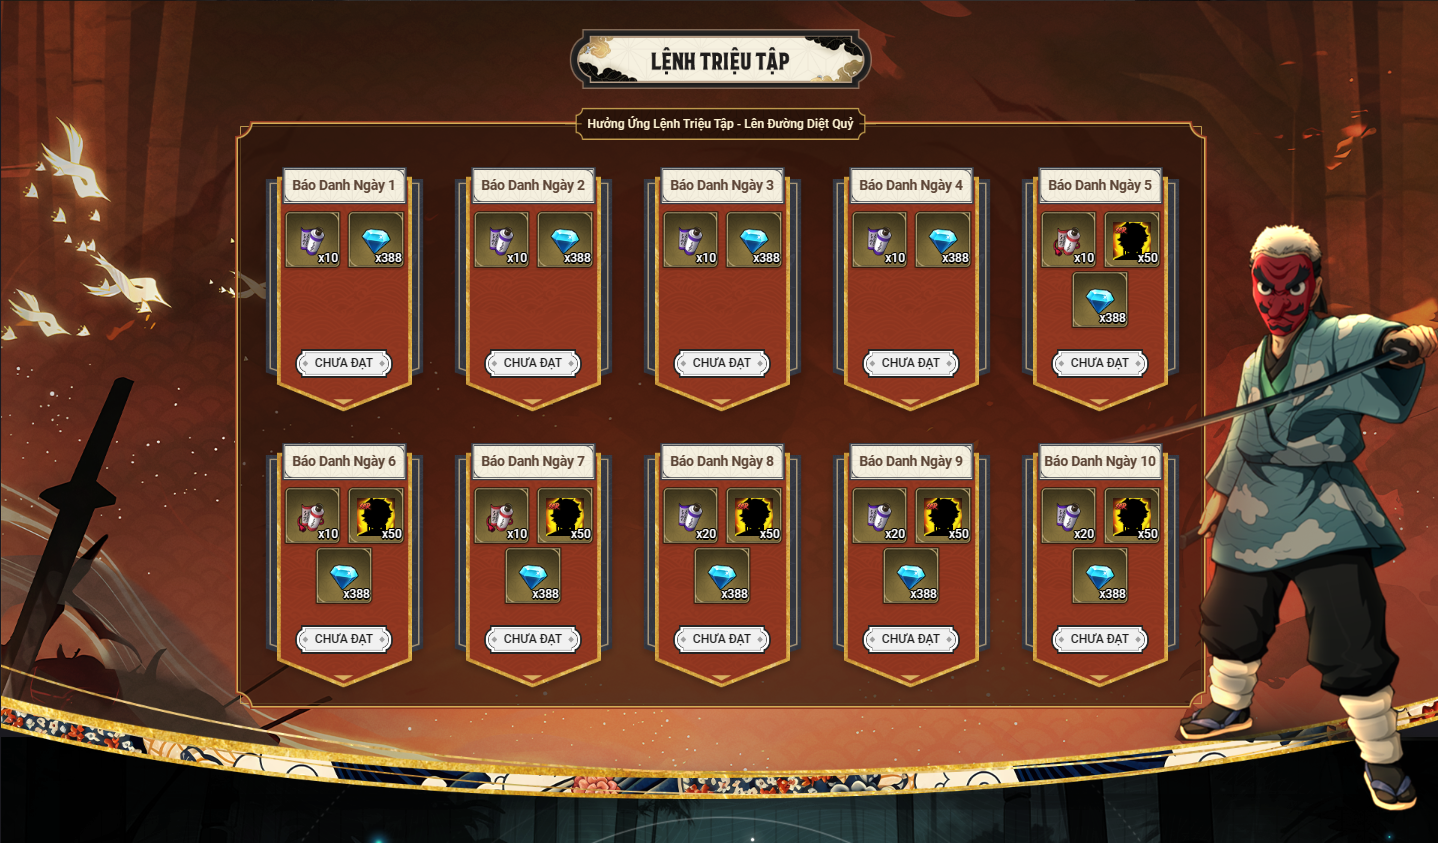 LỆNH TRIỆU TẬP
Hưởng Ứng Lệnh Triệu Tập - Lên Đường Diệt Quỷ
Báo Danh Ngày 1
x10
x388
CHƯA ĐẠT
Báo Danh Ngày 2
x10
x388
CHƯA ĐẠT
Báo Danh Ngày 3
x10
x388
CHƯA ĐẠT
Báo Danh Ngày 4
x10
x388
CHƯA ĐẠT
Báo Danh Ngày 5
x10
x50
x388
CHƯA ĐẠT
Báo Danh Ngày 6
x10
x50
x388
CHƯA ĐẠT
Báo Danh Ngày 7
x10
x50
x388
CHƯA ĐẠT
Báo Danh Ngày 8
x20
x50
x388
CHƯA ĐẠT
Báo Danh Ngày 9
x20
x50
x388
CHƯA ĐẠT
Báo Danh Ngày 10
x20
x50
x388
CHƯA ĐẠT